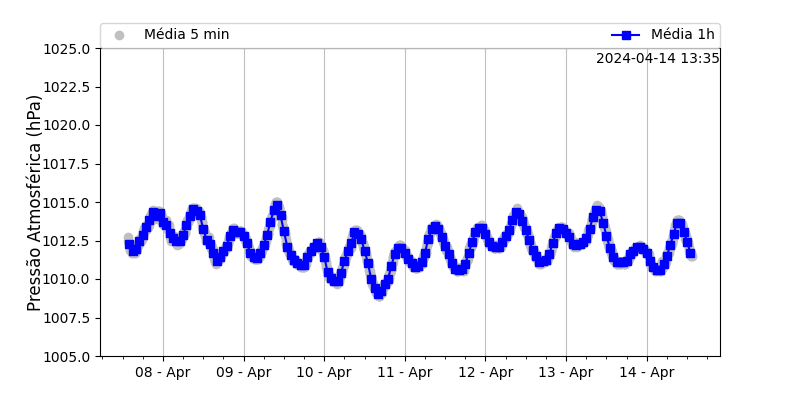 Média 5 min
Média 1h
2024-04-14 13:35
Pressão Atmosférica (hPa)
1025.0
1022.5
1020.0
1017.5
1015.0
1012.5
1010.0
1007.5
1005.0
08 - Apr
09 - Apr
10 - Apr
11 - Apr
12 - Apr
13 - Apr
14 - Apr